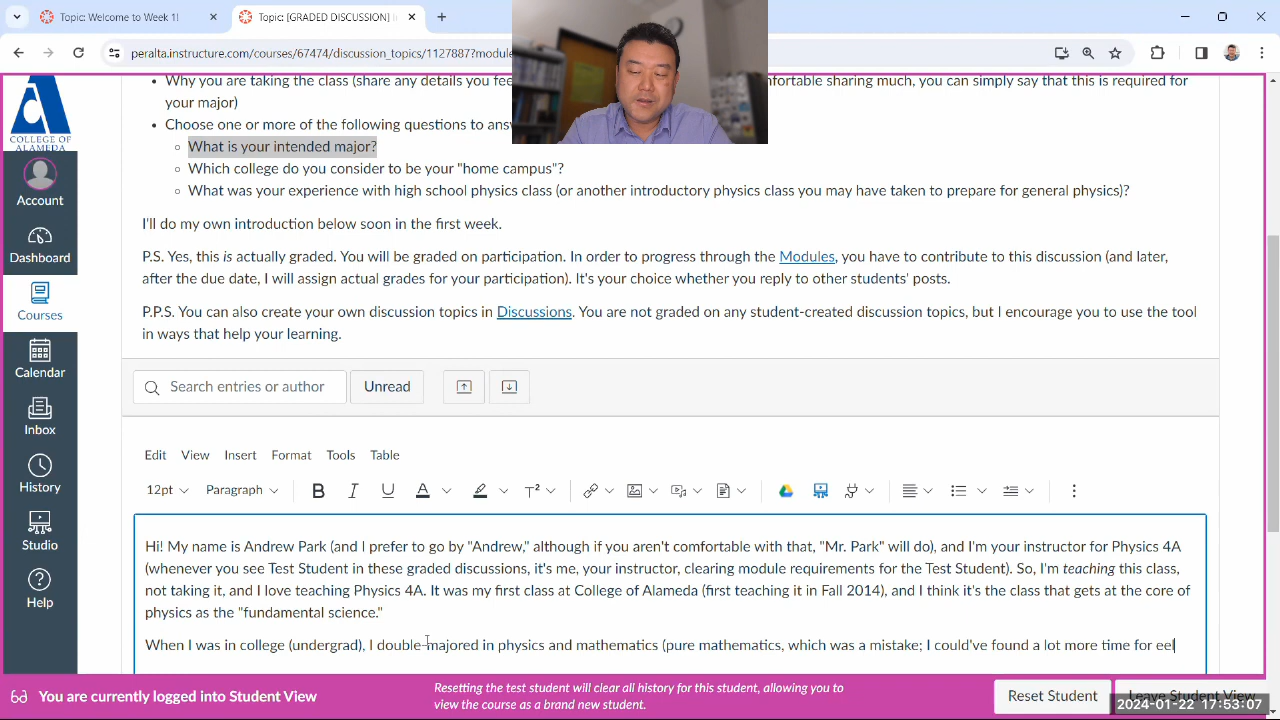 peralta.instructure.com/courses/67474/discussion_topics/1127887?module
COLLEGE OF
ALAMEDA
Account
Dashboard
Courses
Calendar
Inbox
History
Studio
Help
• Why you are taking the class (share any details you fee
mfortable sharing much, you can simply say that this is required for
your major)
• Choose one or more of the following questions to ans
What is your intended major?
Which college do you consider to be your "home campus"?
What was your experience with high school physics class (or another introductory physics class you may have taken to prepare for general physics)?
I'll do my own introduction below soon in the first week.
P.S. Yes, this is actually graded. You will be graded on participation. In order to progress through the Modules, you have to contribute to this discussion (and later,
after the due date, I will assign actual grades for your participation). It's your choice whether you reply to other students' posts.
P.P.S. You can also create your own discussion topics in Discussions. You are not graded on any student-created discussion topics, but I encourage you to use the tool
in ways that help your learning.
Search entries or author
Unread
Edit View Insert Format Tools Table
12pt Paragraph B I U A T²
Hi! My name is Andrew Park (and I prefer to go by "Andrew," although if you aren't comfortable with that, "Mr. Park" will do), and I'm your instructor for Physics 4A
(whenever you see Test Student in these graded discussions, it's me, your instructor, clearing module requirements for the Test Student). So, I'm teaching this class,
not taking it, and I love teaching Physics 4A. It was my first class at College of Alameda (first teaching it in Fall 2014), and I think it's the class that gets at the core of
physics as the "fundamental science."
When I was in college (undergrad), I double-majored in physics and mathematics (pure mathematics, which was a mistake; I could've found a lot more time for eel
You are currently logged into Student View
Resetting the test student will clear all history for this student, allowing you to
view the course as a brand new student.
Reset Student
Leave Student View
2024-01-22 17:53:07